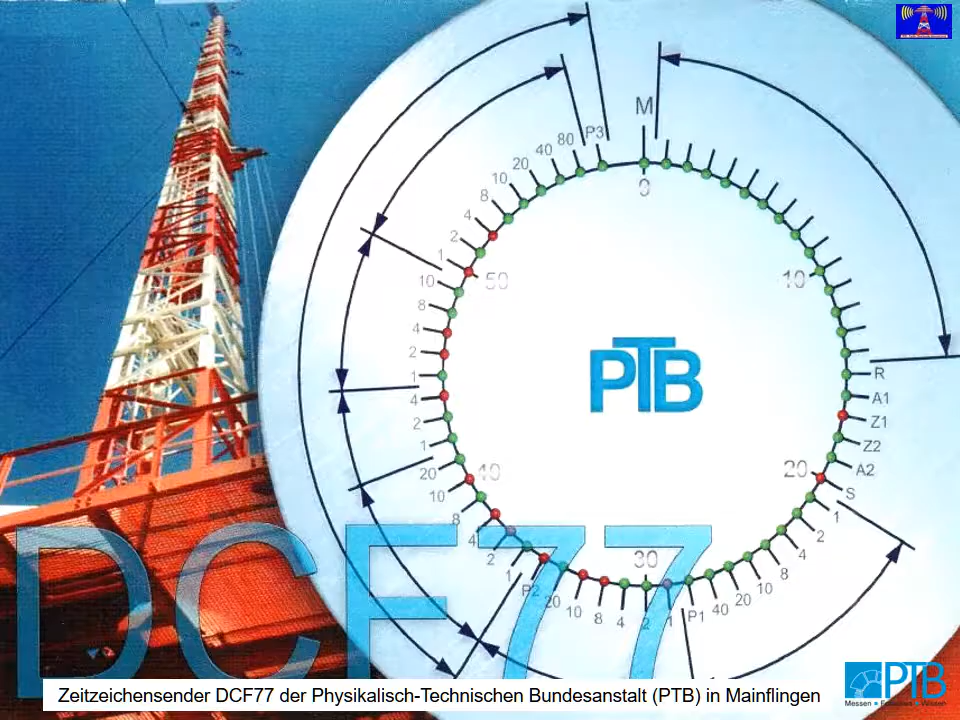 M
0
10
R
A1
Z1
Z2
A2
20
S
1
2
4
8
10
20
40
P1
1
2
30
4
8
10
20
P2
1
2
4
8
10
20
40
1
2
4
1
2
4
8
10
50
1
2
4
8
10
20
40
80
P3
PTB
DCF77
Zeitzeichensender DCF77 der Physikalisch-Technischen Bundesanstalt (PTB) in Mainflingen
PTB
Messen
Wissen